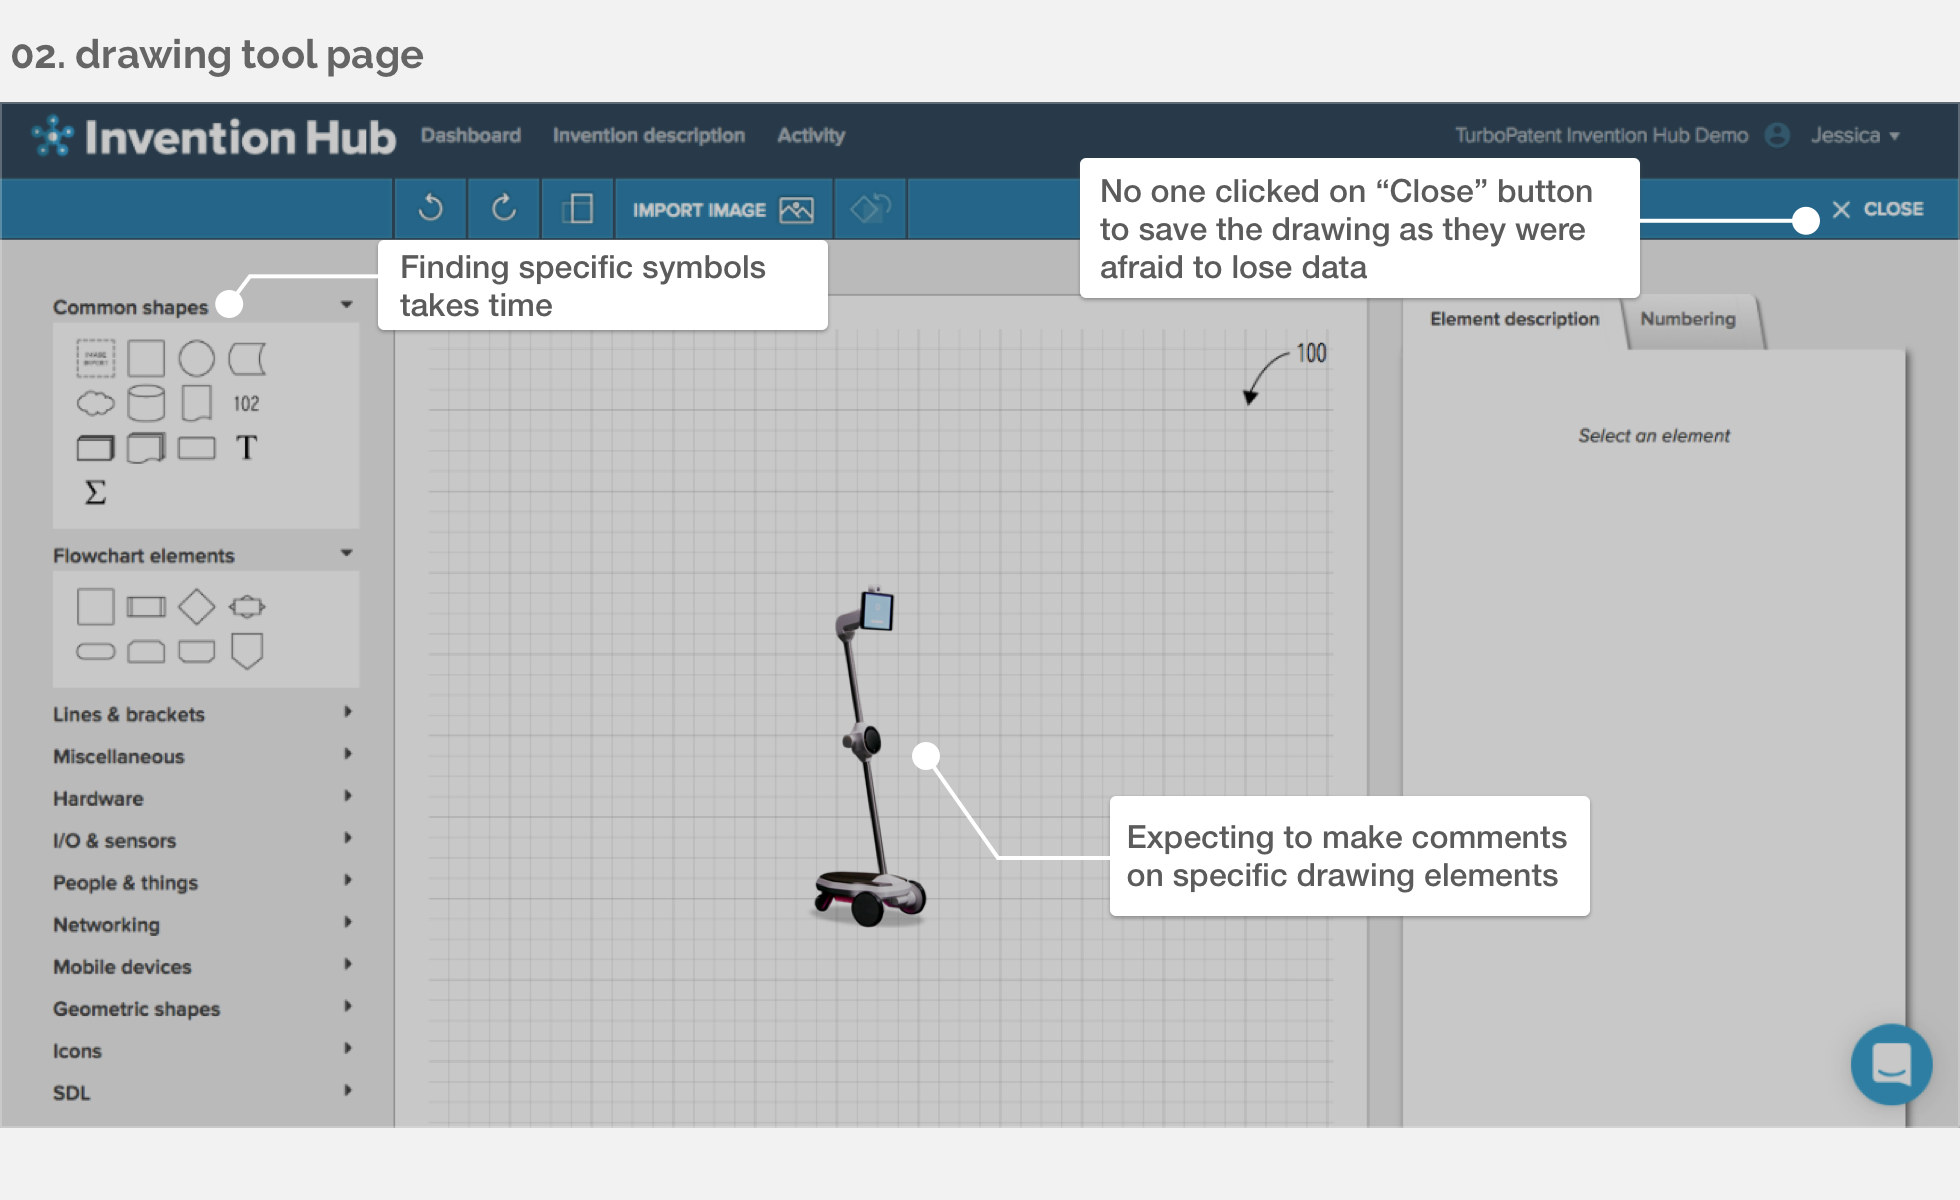 02. drawing tool page
Invention Hub
Dashboard
Invention description
Activity
TurboPatent Invention Hub Demo
Jessica
IMPORT IMAGE
CLOSE
No one clicked on “Close” button
to save the drawing as they were
afraid to lose data
Finding specific symbols
takes time
Common shapes
102
T
Σ
Flowchart elements
Lines & brackets
Miscellaneous
Hardware
I/O & sensors
People & things
Networking
Mobile devices
Geometric shapes
Icons
SDL
100
Expecting to make comments
on specific drawing elements
Element description
Numbering
Select an element